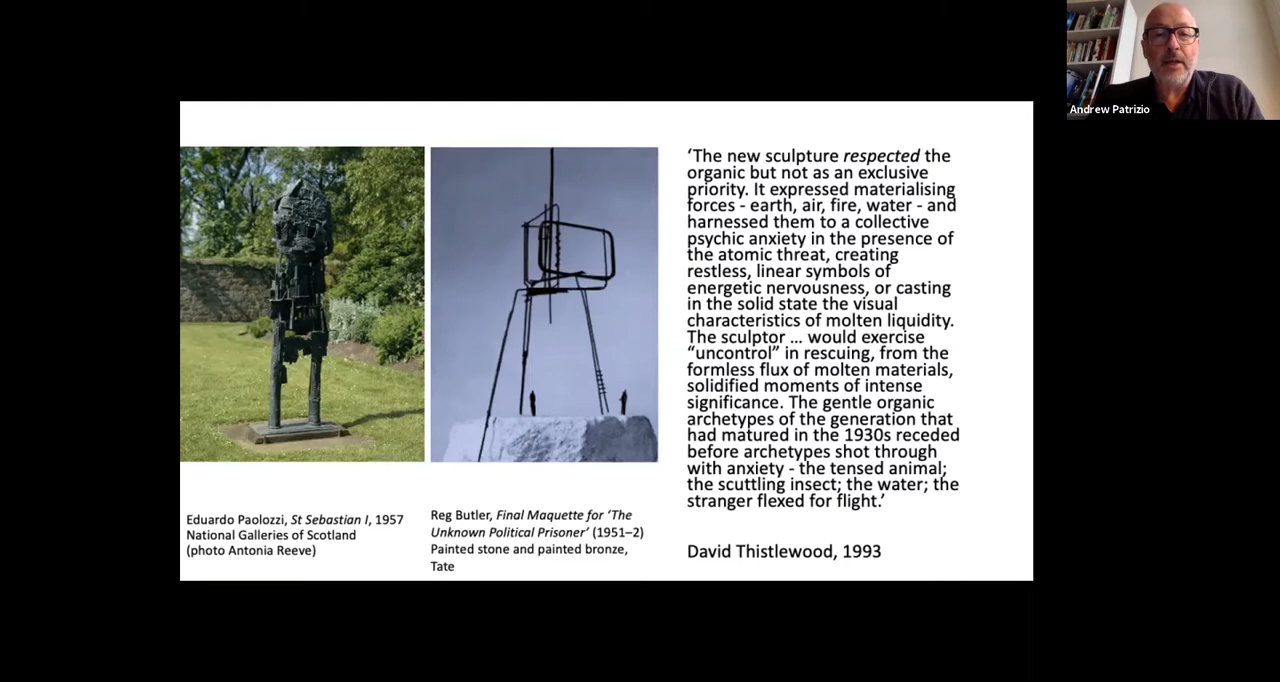 Andrew Patrizio
‘The new sculpture respected the
organic but not as an exclusive
priority. It expressed materialising
forces - earth, air, fire, water - and
harnessed them to a collective
psychic anxiety in the presence of
the atomic threat, creating
restless, linear symbols of
energetic nervousness, or casting
in the solid state the visual
characteristics of molten liquidity.
The sculptor ... would exercise
“uncontrol” in rescuing, from the
formless flux of molten materials,
solidified moments of intense
significance. The gentle organic
archetypes of the generation that
had matured in the 1930s receded
before archetypes shot through
with anxiety - the tensed animal;
the scuttling insect; the water; the
stranger flexed for flight.’
David Thistlewood, 1993
Eduardo Paolozzi, St Sebastian I, 1957
National Galleries of Scotland
(photo Antonia Reeve)
Reg Butler, Final Maquette for ‘The
Unknown Political Prisoner’ (1951–2)
Painted stone and painted bronze,
Tate